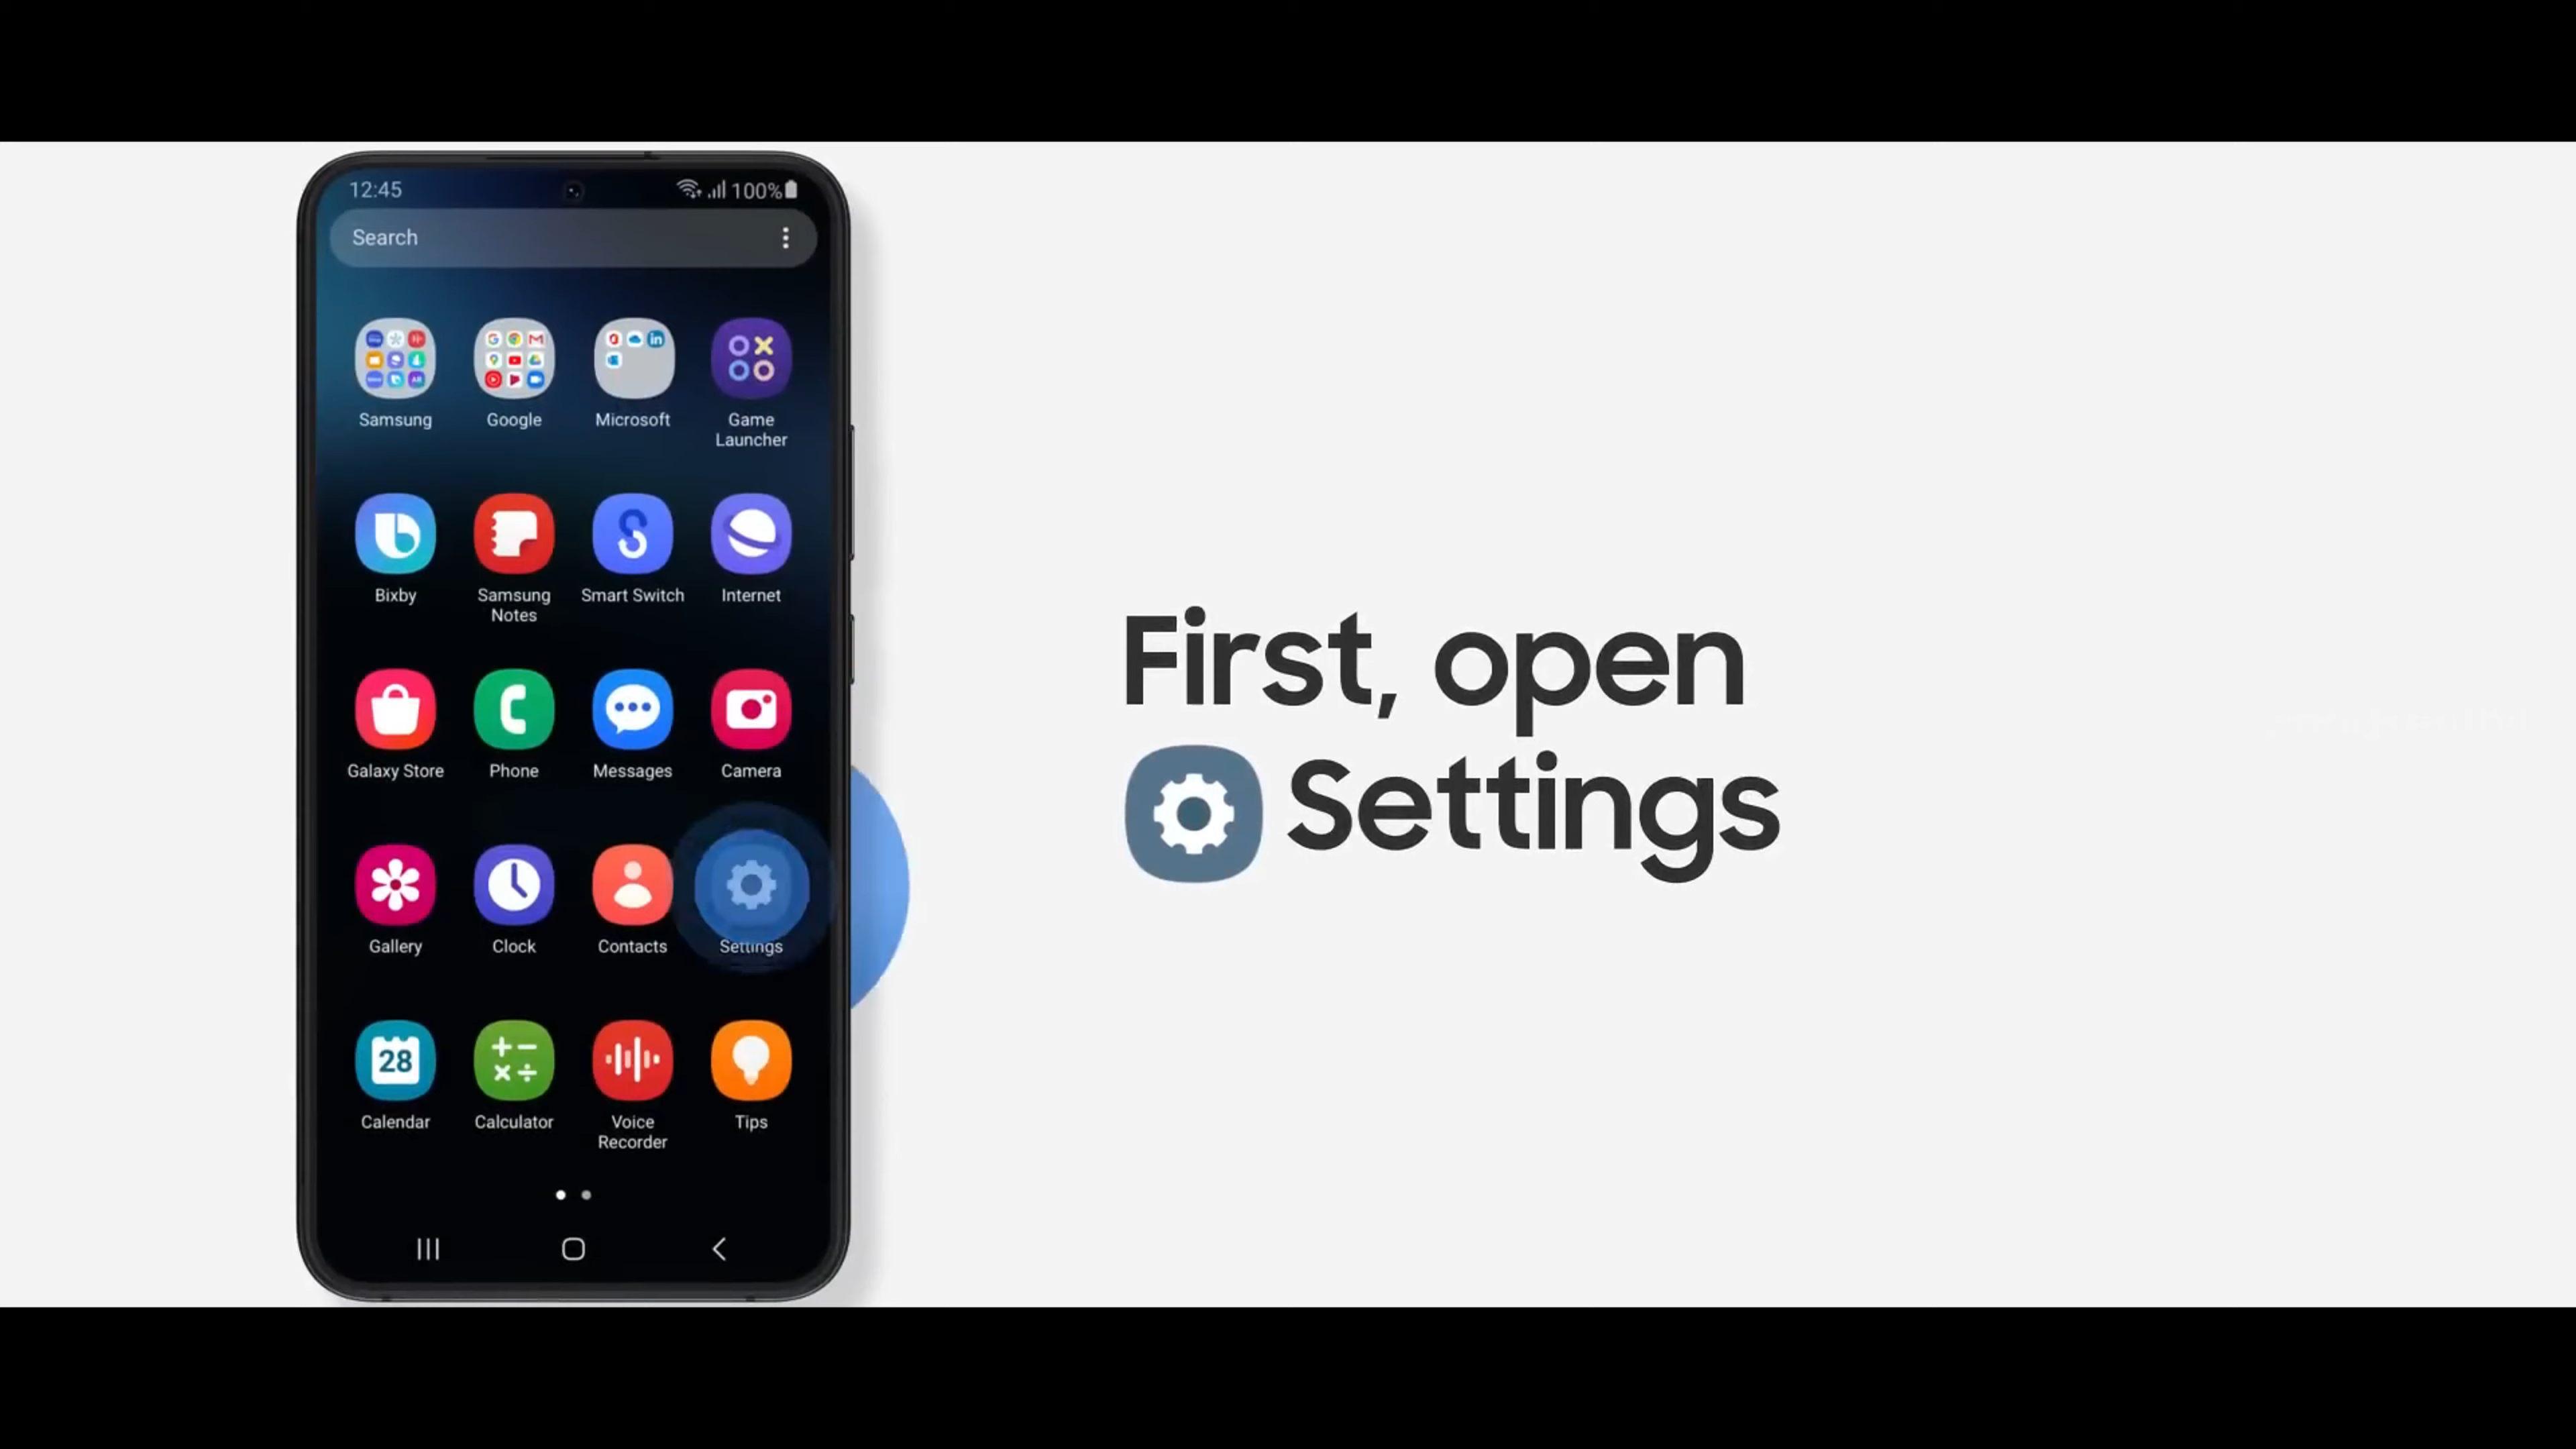 12:45
100%
Search
Samsung
Google
Microsoft
Game
Launcher
Bixby
Samsung
Notes
Smart Switch
Internet
Galaxy Store
Phone
Messages
Camera
Gallery
Clock
Contacts
Settings
28
Calendar
Calculator
Voice
Recorder
Tips
First, open
Settings